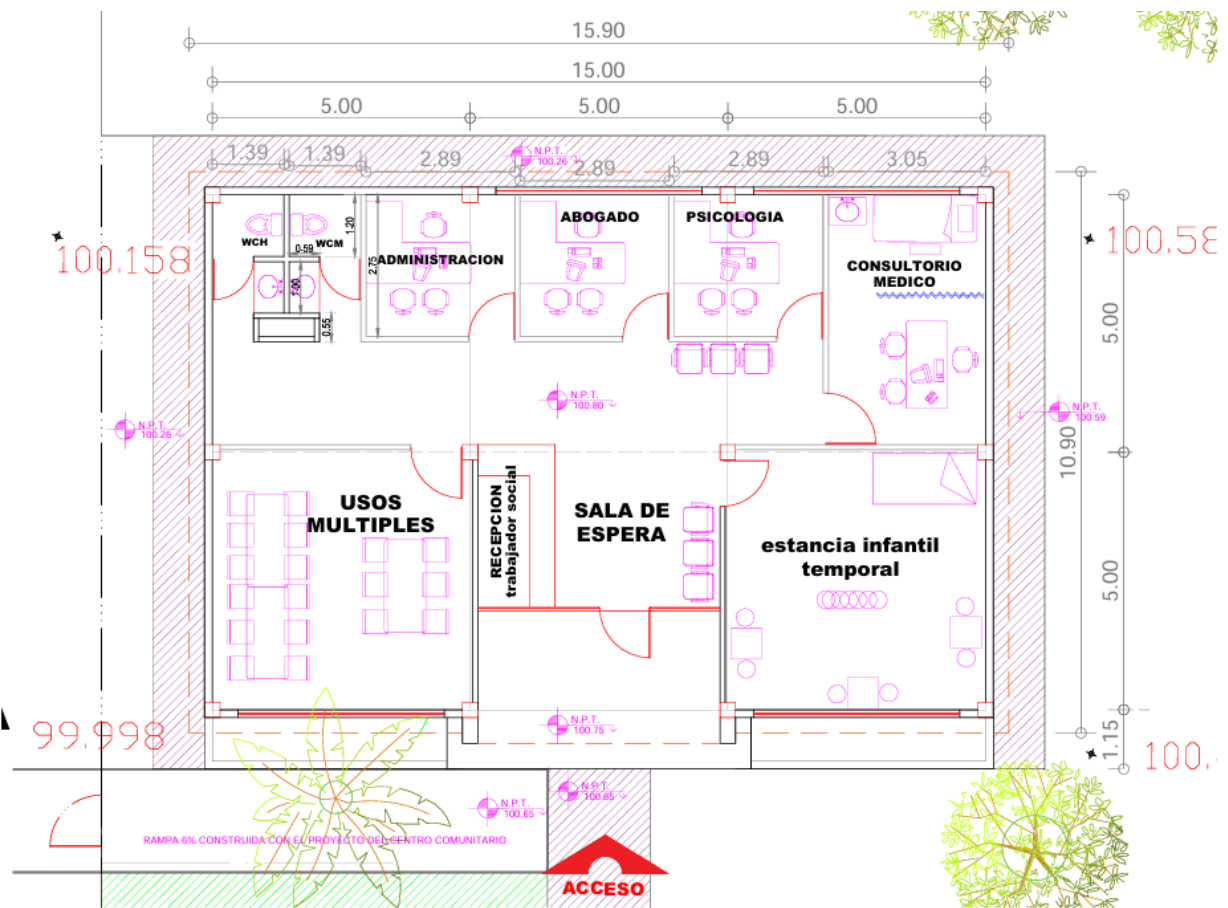 15.90
15.00
5.00 5.00 5.00
1.39 1.39 2.89 2.89 2.89 3.05
N.P.T.
100.26
WCH
WCM
0.59
1.20
2.75
1.00
0.55
ADMINISTRACION
ABOGADO
PSICOLOGIA
CONSULTORIO
MEDICO
100.158
100.58
5.00
N.P.T.
100.80
N.P.T.
100.26
N.P.T.
100.59
10.90
USOS
MULTIPLES
RECEPCION
trabajador social
SALA DE
ESPERA
estancia infantil
temporal
5.00
N.P.T.
100.75
99.998
1.15
100.
N.P.T.
100.65
N.P.T.
100.65
RAMPA 6% CONSTRUIDA CON EL PROYECTO DEL CENTRO COMUNITARIO
ACCESO